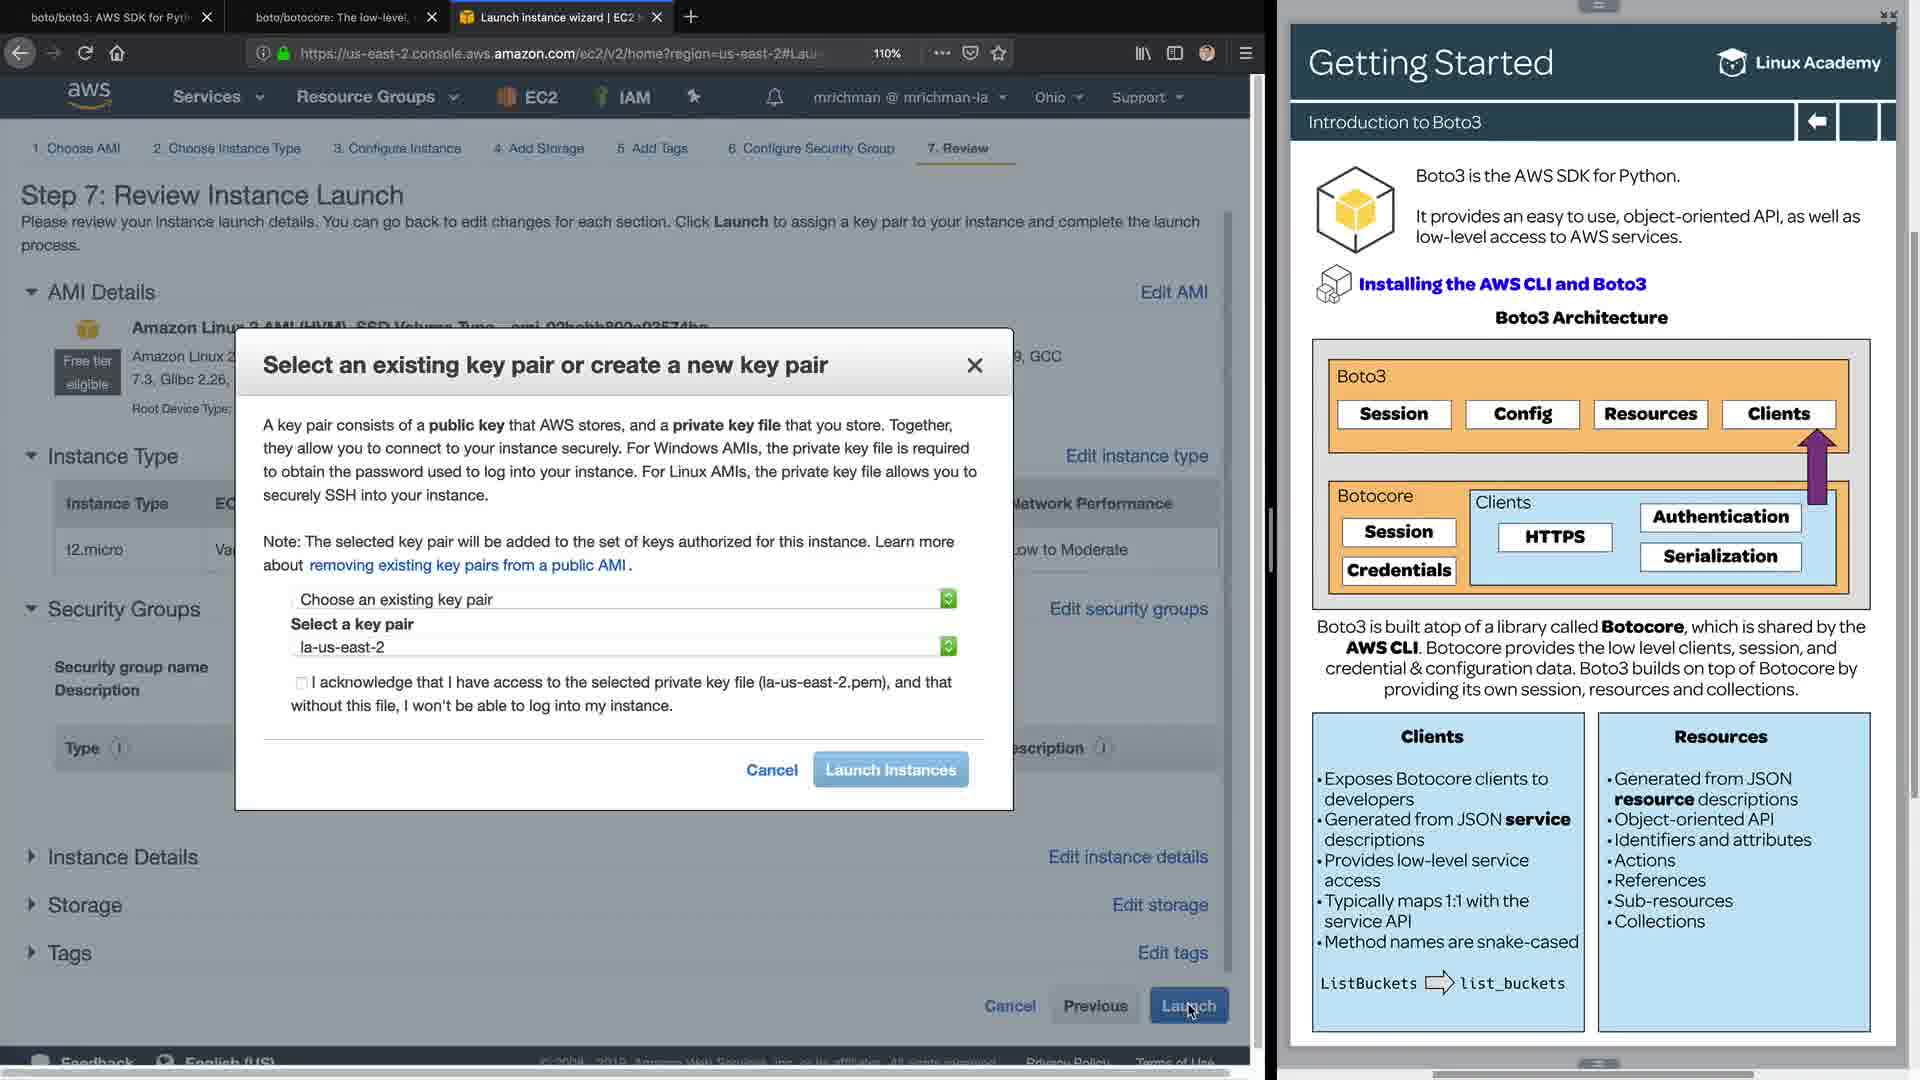 boto/boto3: AWS SDK for Pyth
boto/botocore: The low-level,
Launch instance wizard | EC2
https://us-east-2.console.aws.amazon.com/ec2/v2/home?region=us-east-2#Lau
110%
aws
Services
Resource Groups
EC2
IAM
mrichman @ mrichman-la
Ohio
Support
1. Choose AMI
2. Choose Instance Type
3. Configure Instance
4. Add Storage
5. Add Tags
6. Configure Security Group
7. Review
Step 7: Review Instance Launch
Please review your instance launch details. You can go back to edit changes for each section. Click Launch to assign a key pair to your instance and complete the launch
process.
AMI Details
Edit AMI
Free tier
eligible
Amazon Linux 2 AMI (HVM), SSD Volume Type
Amazon Linux 2
9, GCC
7.3, Glibc 2.26,
Root Device Type:
Instance Type
Edit instance type
Instance Type
EC
Network Performance
t2.micro
Va
Low to Moderate
Security Groups
Edit security groups
Security group name
Description
Type
escription
Select an existing key pair or create a new key pair
A key pair consists of a public key that AWS stores, and a private key file that you store. Together,
they allow you to connect to your instance securely. For Windows AMIs, the private key file is required
to obtain the password used to log into your instance. For Linux AMIs, the private key file allows you to
securely SSH into your instance.
Note: The selected key pair will be added to the set of keys authorized for this instance. Learn more
about removing existing key pairs from a public AMI .
Choose an existing key pair
Select a key pair
la-us-east-2
I acknowledge that I have access to the selected private key file (la-us-east-2.pem), and that
without this file, I won't be able to log into my instance.
Cancel
Launch Instances
Instance Details
Edit instance details
Storage
Edit storage
Tags
Edit tags
Cancel
Previous
Launch
Feedback
English (US)
Privacy Policy
Terms of Use
Getting Started
Linux Academy
Introduction to Boto3
Boto3 is the AWS SDK for Python.
It provides an easy to use, object-oriented API, as well as
low-level access to AWS services.
Installing the AWS CLI and Boto3
Boto3 Architecture
Boto3
Session
Config
Resources
Clients
Botocore
Session
Credentials
Clients
HTTPS
Authentication
Serialization
Boto3 is built atop of a library called Botocore, which is shared by the
AWS CLI. Botocore provides the low level clients, session, and
credential & configuration data. Boto3 builds on top of Botocore by
providing its own session, resources and collections.
Clients
•Exposes Botocore clients to
developers
•Generated from JSON service
descriptions
•Provides low-level service
access
•Typically maps 1:1 with the
service API
•Method names are snake-cased
ListBuckets
list_buckets
Resources
•Generated from JSON
resource descriptions
•Object-oriented API
•Identifiers and attributes
•Actions
•References
•Sub-resources
•Collections